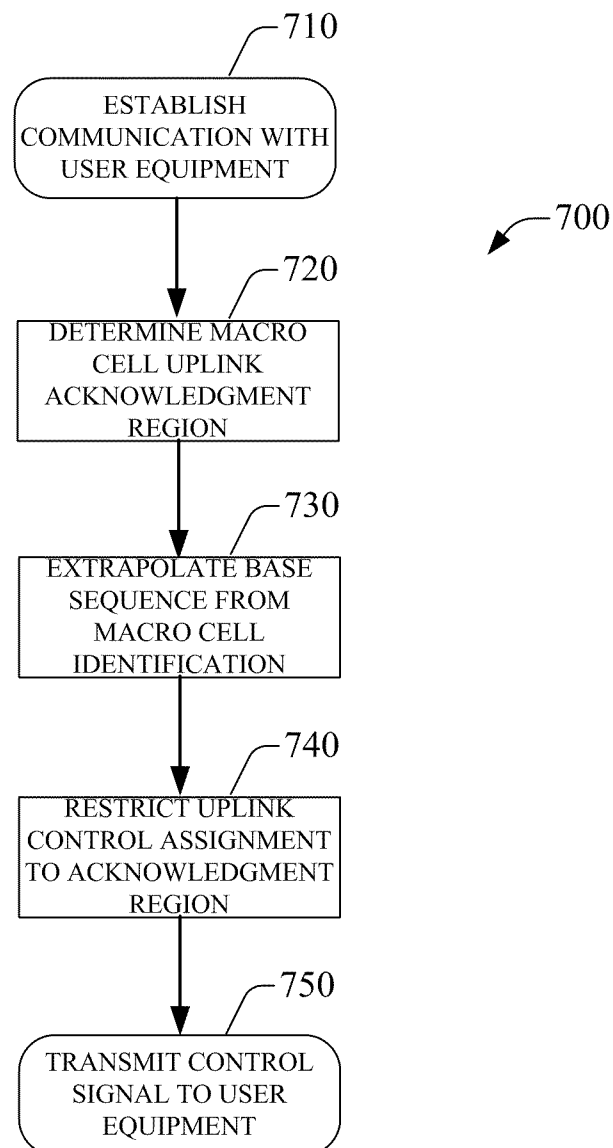 710
ESTABLISH
COMMUNICATION WITH
USER EQUIPMENT
700
720
DETERMINE MACRO
CELL UPLINK
ACKNOWLEDGMENT
REGION
730
EXTRAPOLATE BASE
SEQUENCE FROM
MACRO CELL
IDENTIFICATION
740
RESTRICT UPLINK
CONTROL ASSIGNMENT
TO ACKNOWLEDGMENT
REGION
750
TRANSMIT CONTROL
SIGNAL TO USER
EQUIPMENT